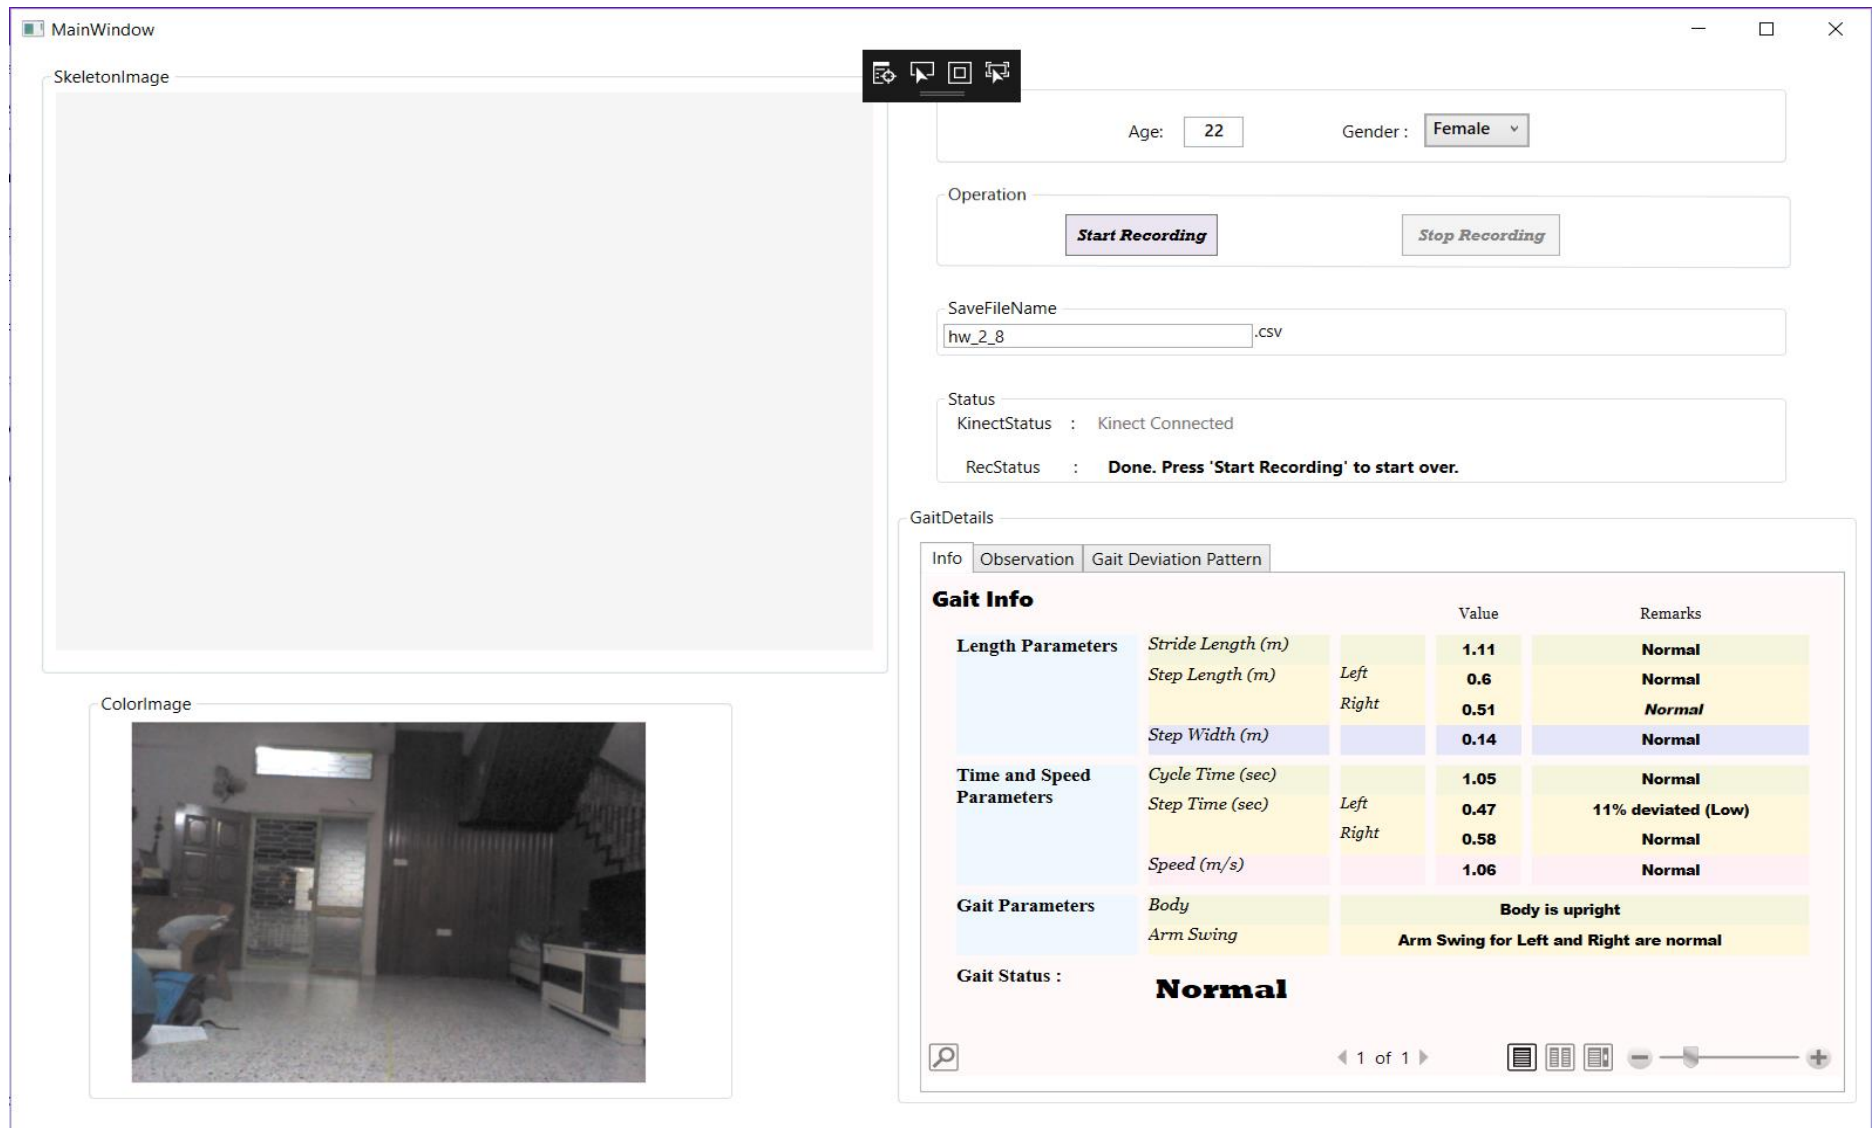 MainWindow
SkeletonImage
Age: 22 Gender : Female
Operation
Start Recording Stop Recording
SaveFileName
hw_2_8 .csv
Status
KinectStatus : Kinect Connected
RecStatus : Done. Press 'Start Recording' to start over.
GaitDetails
Info Observation Gait Deviation Pattern
Gait Info
Value Remarks
Length Parameters Stride Length (m) 1.11 Normal
Step Length (m) Left 0.6 Normal
Right 0.51 Normal
Step Width (m) 0.14 Normal
Time and Speed Parameters Cycle Time (sec) 1.05 Normal
Step Time (sec) Left 0.47 11% deviated (Low)
Right 0.58 Normal
Speed (m/s) 1.06 Normal
Gait Parameters Body Body is upright
Arm Swing Arm Swing for Left and Right are normal
Gait Status : Normal
1 of 1
ColorImage